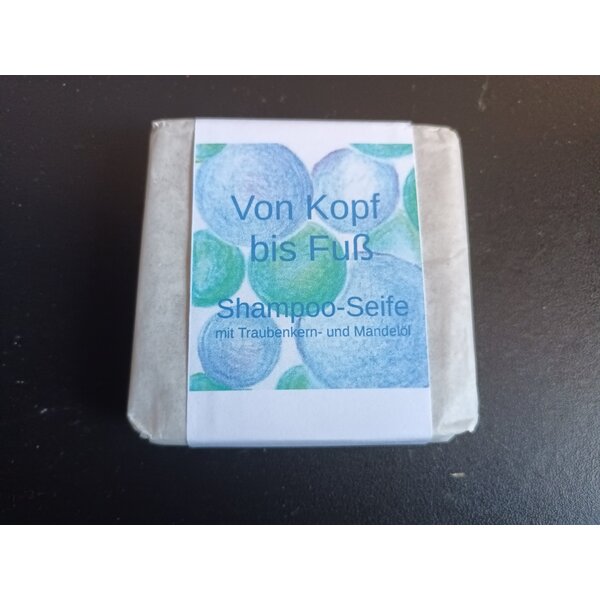 Von Kopf
bis Fuß
Shampoo-Seife
mit Traubenkern- und Mandelöl